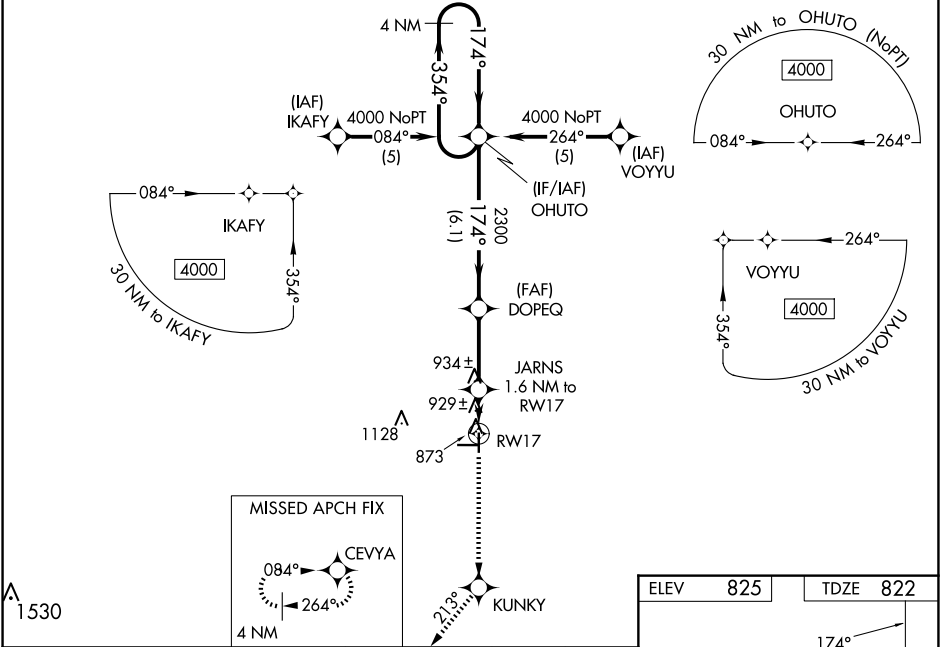 4 NM
174°
354°
30 NM to OHUTO (NoPT)
4000
OHUTO
084°
264°
(IAF)
IKAFY
4000 NoPT
084°
(5)
4000 NoPT
264°
(5)
(IAF)
VOYYU
(IF/IAF)
OHUTO
084°
IKAFY
4000
354°
30 NM to IKAFY
2300
174°
(6.1)
264°
VOYYU
4000
354°
30 NM to VOYYU
(FAF)
DOPEQ
934±
JARNS
1.6 NM to
RW17
929±
1128
873
RW17
MISSED APCH FIX
CEVYA
084°
264°
4 NM
1530
KUNKY
213°
ELEV 825
TDZE 822
174°